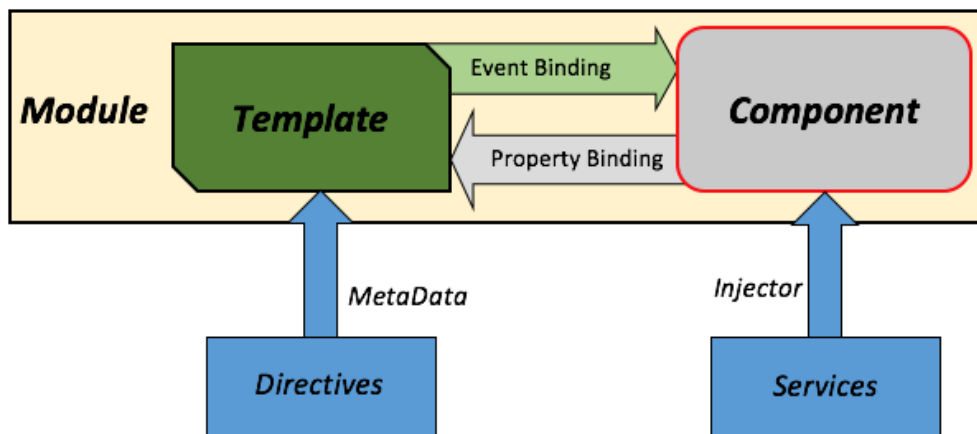 Event Binding
Module
Template
Component
Property Binding
MetaData
Injector
Directives
Services